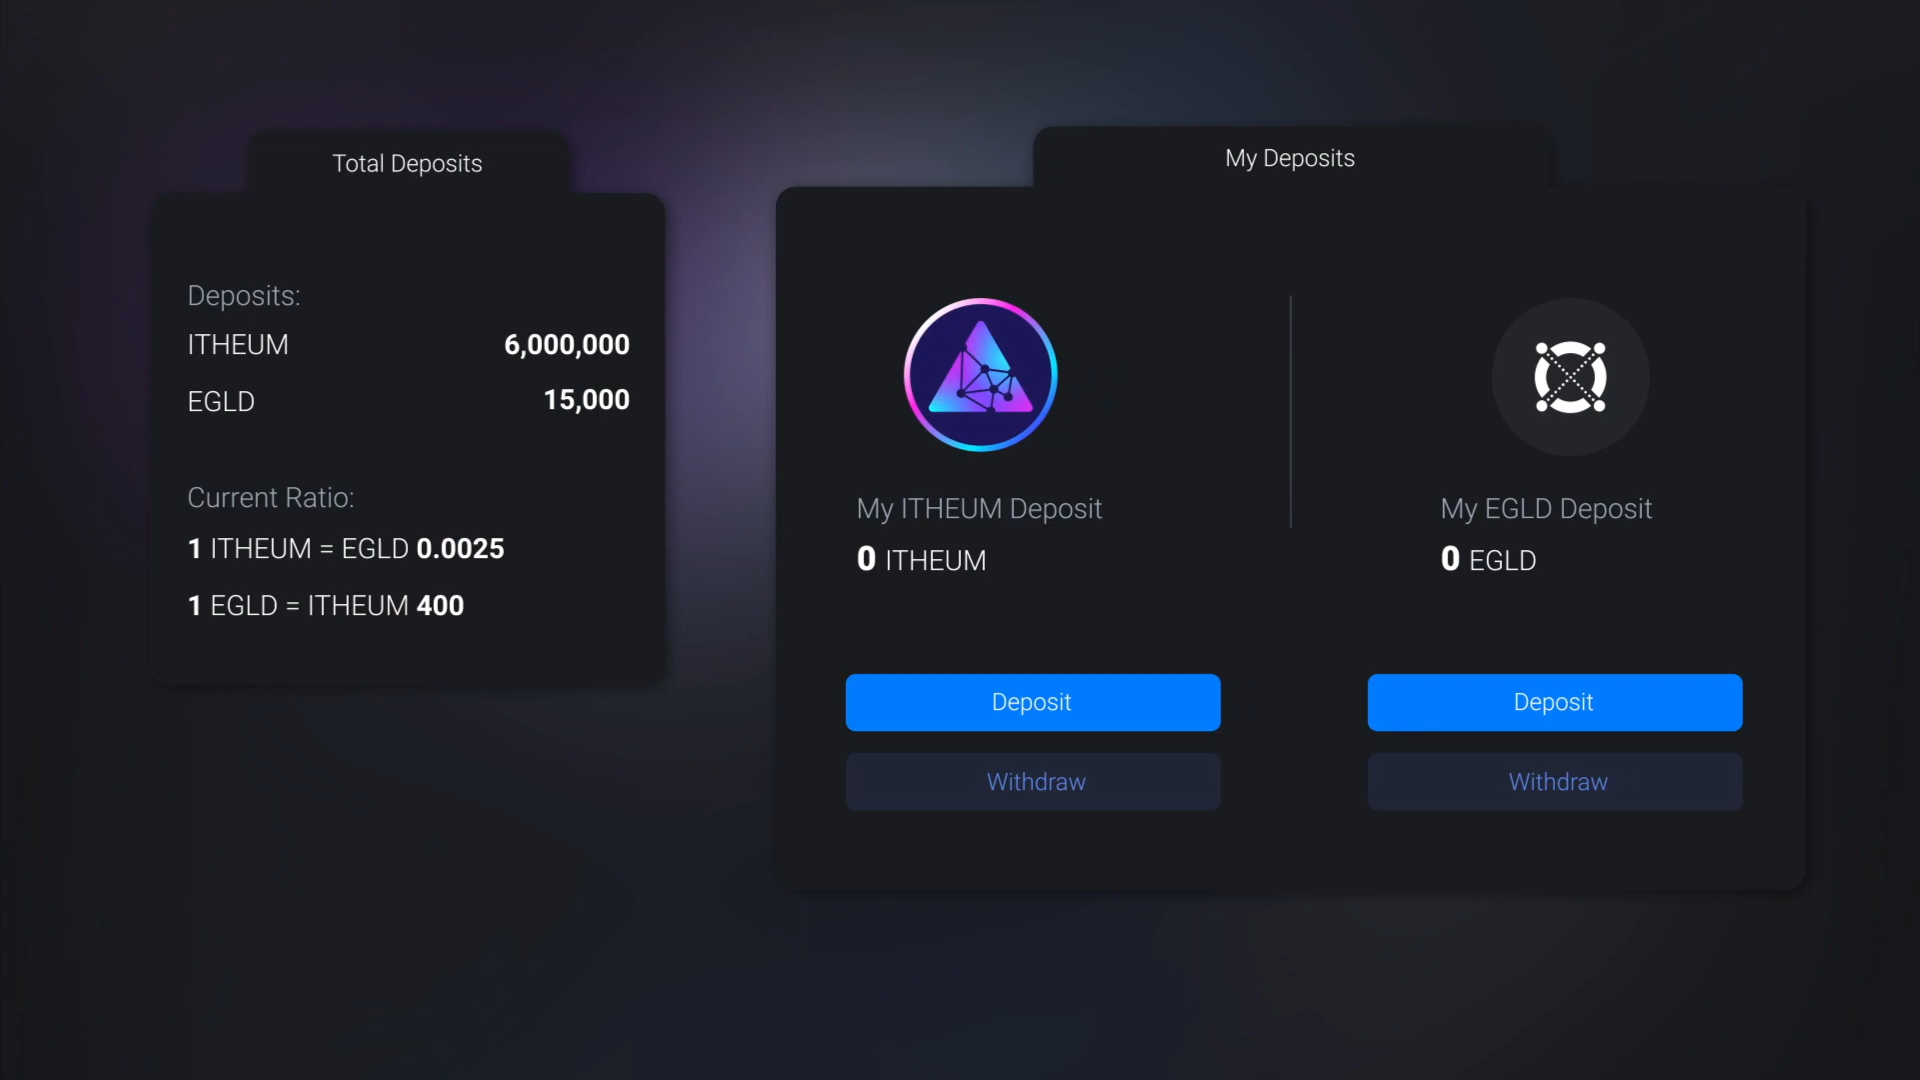 Total Deposits
Deposits:
ITHEUM 6,000,000
EGLD 15,000
Current Ratio:
1 ITHEUM = EGLD 0.0025
1 EGLD = ITHEUM 400
My Deposits
My ITHEUM Deposit
0 ITHEUM
Deposit
Withdraw
My EGLD Deposit
0 EGLD
Deposit
Withdraw